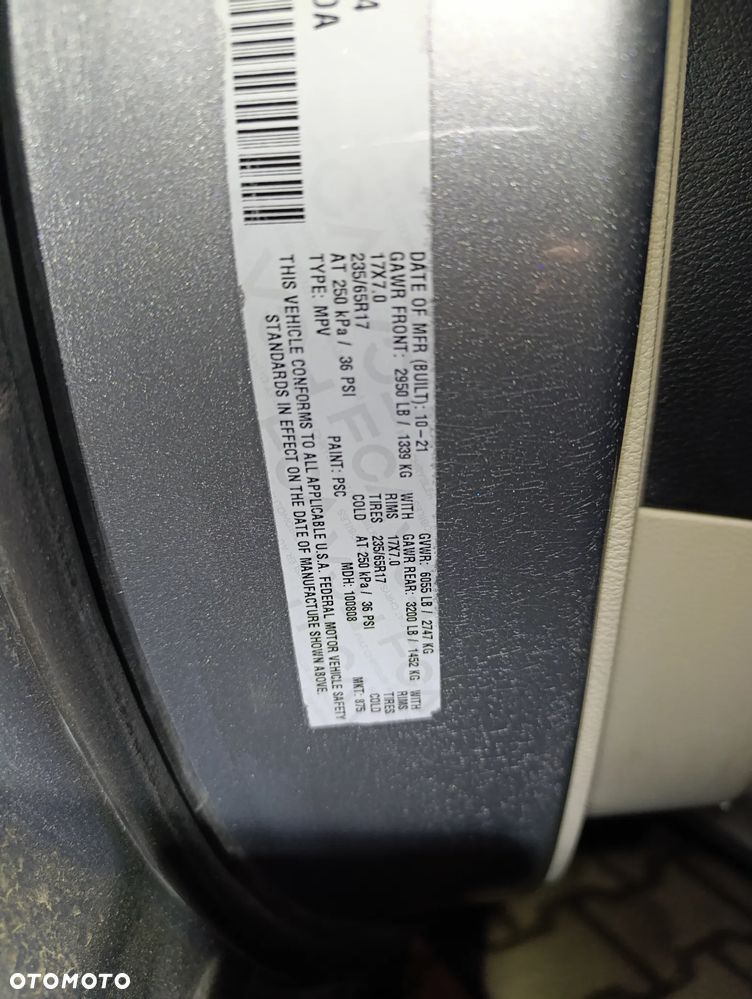 4
DA
DATE OF MFR (BUILT): 10-21 GVWR: 6055 LB / 2747 KG
GAWR FRONT: 2950 LB / 1339 KG WITH GAWR REAR: 3200 LB / 1452 KG WITH
17X7.0 RIMS 17X7.0 RIMS
235/65R17 TIRES 235/65R17 TIRES
AT 250 kPa / 36 PSI COLD AT 250 kPa / 36 PSI COLD
TYPE: MPV PAINT: PSC MDH: 100808 MKT: 875
THIS VEHICLE CONFORMS TO ALL APPLICABLE U.S.A. FEDERAL MOTOR VEHICLE SAFETY
STANDARDS IN EFFECT ON THE DATE OF MANUFACTURE SHOWN ABOVE.
OTOMOTO